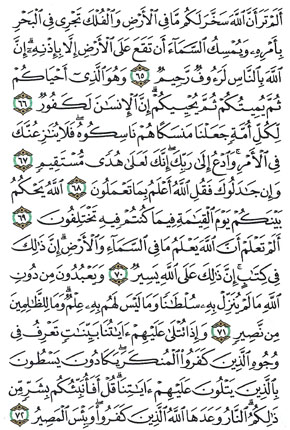 أَلَمْ تَرَ أَنَّ ٱللَّهَ سَخَّرَ لَكُم مَّا فِى ٱلْأَرْضِ وَٱلْفُلْكَ تَجْرِى فِى ٱلْبَحْرِ
بِأَمْرِهِۦ وَيُمْسِكُ ٱلسَّمَآءَ أَن تَقَعَ عَلَى ٱلْأَرْضِ إِلَّا بِإِذْنِهِۦٓ إِنَّ
ٱللَّهَ بِٱلنَّاسِ لَرَءُوفٌ رَّحِيمٌ ٦٥ وَهُوَ ٱلَّذِىٓ أَحْيَاكُمْ
ثُمَّ يُمِيتُكُمْ ثُمَّ يُحْيِيكُمْ إِنَّ ٱلْإِنسَٰنَ لَكَفُورٌ ٦٦
لِّكُلِّ أُمَّةٍ جَعَلْنَا مَنسَكًا هُمْ نَاسِكُوهُ فَلَا يُنَٰزِعُنَّكَ
فِى ٱلْأَمْرِ وَٱدْعُ إِلَىٰ رَبِّكَ إِنَّكَ لَعَلَىٰ هُدًى مُّسْتَقِيمٍ ٦٧
وَإِن جَٰدَلُوكَ فَقُلِ ٱللَّهُ أَعْلَمُ بِمَا تَعْمَلُونَ ٦٨ ٱللَّهُ يَحْكُمُ
بَيْنَكُمْ يَوْمَ ٱلْقِيَٰمَةِ فِيمَا كُنتُمْ فِيهِ تَخْتَلِفُونَ ٦٩
أَلَمْ تَعْلَمْ أَنَّ ٱللَّهَ يَعْلَمُ مَا فِى ٱلسَّمَآءِ وَٱلْأَرْضِ إِنَّ ذَٰلِكَ
فِى كِتَٰبٍ إِنَّ ذَٰلِكَ عَلَى ٱللَّهِ يَسِيرٌ ٧٠ وَيَعْبُدُونَ مِن دُونِ
ٱللَّهِ مَا لَمْ يُنَزِّلْ بِهِۦ سُلْطَٰنًا وَمَا لَيْسَ لَهُم بِهِۦ عِلْمٌ وَمَا لِلظَّٰلِمِينَ
مِن نَّصِيرٍ ٧١ وَإِذَا تُتْلَىٰ عَلَيْهِمْ ءَايَٰتُنَا بَيِّنَٰتٍ تَعْرِفُ فِى
وُجُوهِ ٱلَّذِينَ كَفَرُوا۟ ٱلْمُنكَرَ يَكَادُونَ يَسْطُونَ
بِٱلَّذِينَ يَتْلُونَ عَلَيْهِمْ ءَايَٰتِنَا قُلْ أَفَأُنَبِّئُكُم بِشَرٍّ مِّن
ذَٰلِكُمُ ٱلنَّارُ وَعَدَهَا ٱللَّهُ ٱلَّذِينَ كَفَرُوا۟ وَبِئْسَ ٱلْمَصِيرُ ٧٢